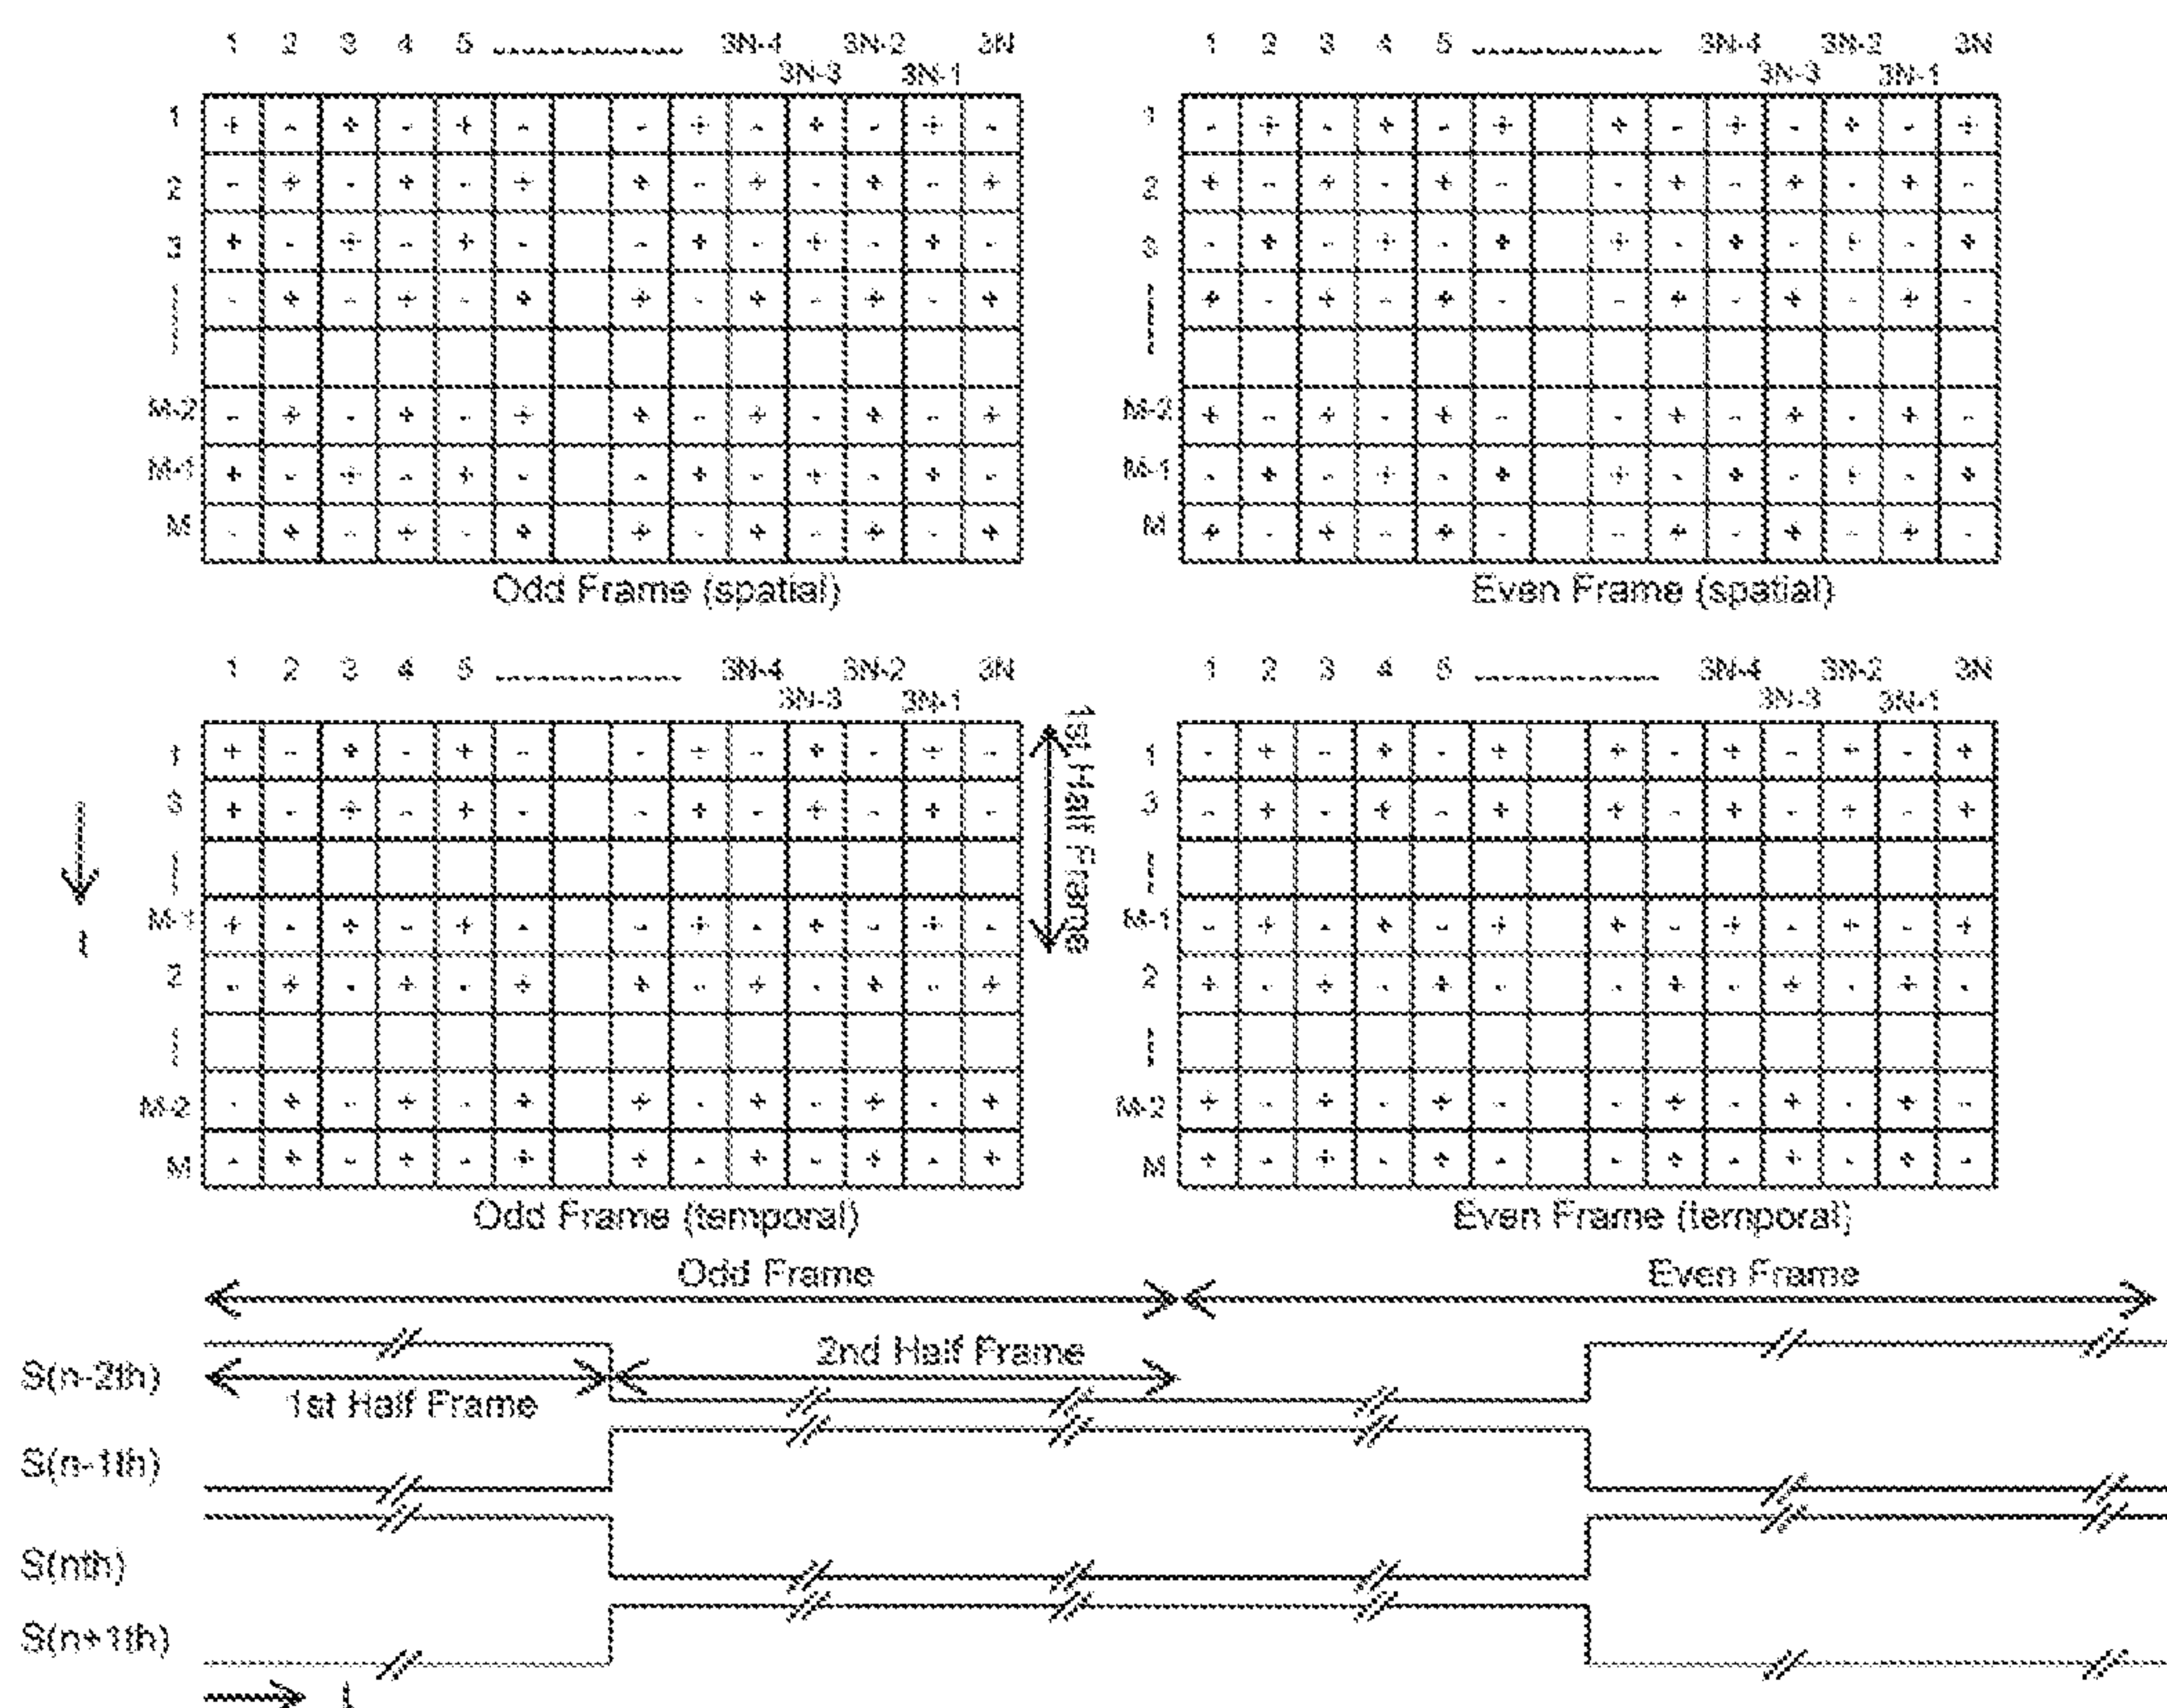 1 2 3 4 5 3N-4 3N-2 3N 1 2 3 4 5 3N-4 3N-2 3N
3N-3 3N-1 3N-3 3N-1
1 + - + - + - - + - + - + - 1 - + - + - + + - + - + - +
2 - + - + - + + - + - + - + 2 + - + - + - - + - + - + -
3 + - + - + - - + - + - + - 3 - + - + - + + - + - + - +
- + - + - + + - + - + - + + - + - + - - + - + - + -
M-2 - + - + - + + - + - + - + M-2 + - + - + - - + - + - + -
M-1 + - + - + - - + - + - + - M-1 - + - + - + + - + - + - +
M - + - + - + + - + - + - + M + - + - + - - + - + - + -
Odd Frame (spatial) Even Frame (spatial)
1 2 3 4 5 3N-4 3N-2 3N 1 2 3 4 5 3N-4 3N-2 3N
3N-3 3N-1 3N-3 3N-1
1 + - + - + - - + - + - + - 1 - + - + - + + - + - + - +
3 + - + - + - - + - + - + - 3 - + - + - + + - + - + - +
1st Half Frame
M-1 + - + - + - - + - + - + - M-1 - + - + - + + - + - + - +
t
2 - + - + - + + - + - + - + 2 + - + - + - - + - + - + -
M-2 - + - + - + + - + - + - + M-2 + - + - + - - + - + - + -
M - + - + - + + - + - + - + M + - + - + - - + - + - + -
Odd Frame (temporal) Even Frame (temporal)
Odd Frame Even Frame
S(n-2th) 2nd Half Frame
1st Half Frame
S(n-1th)
S(nth)
S(n+1th)
t